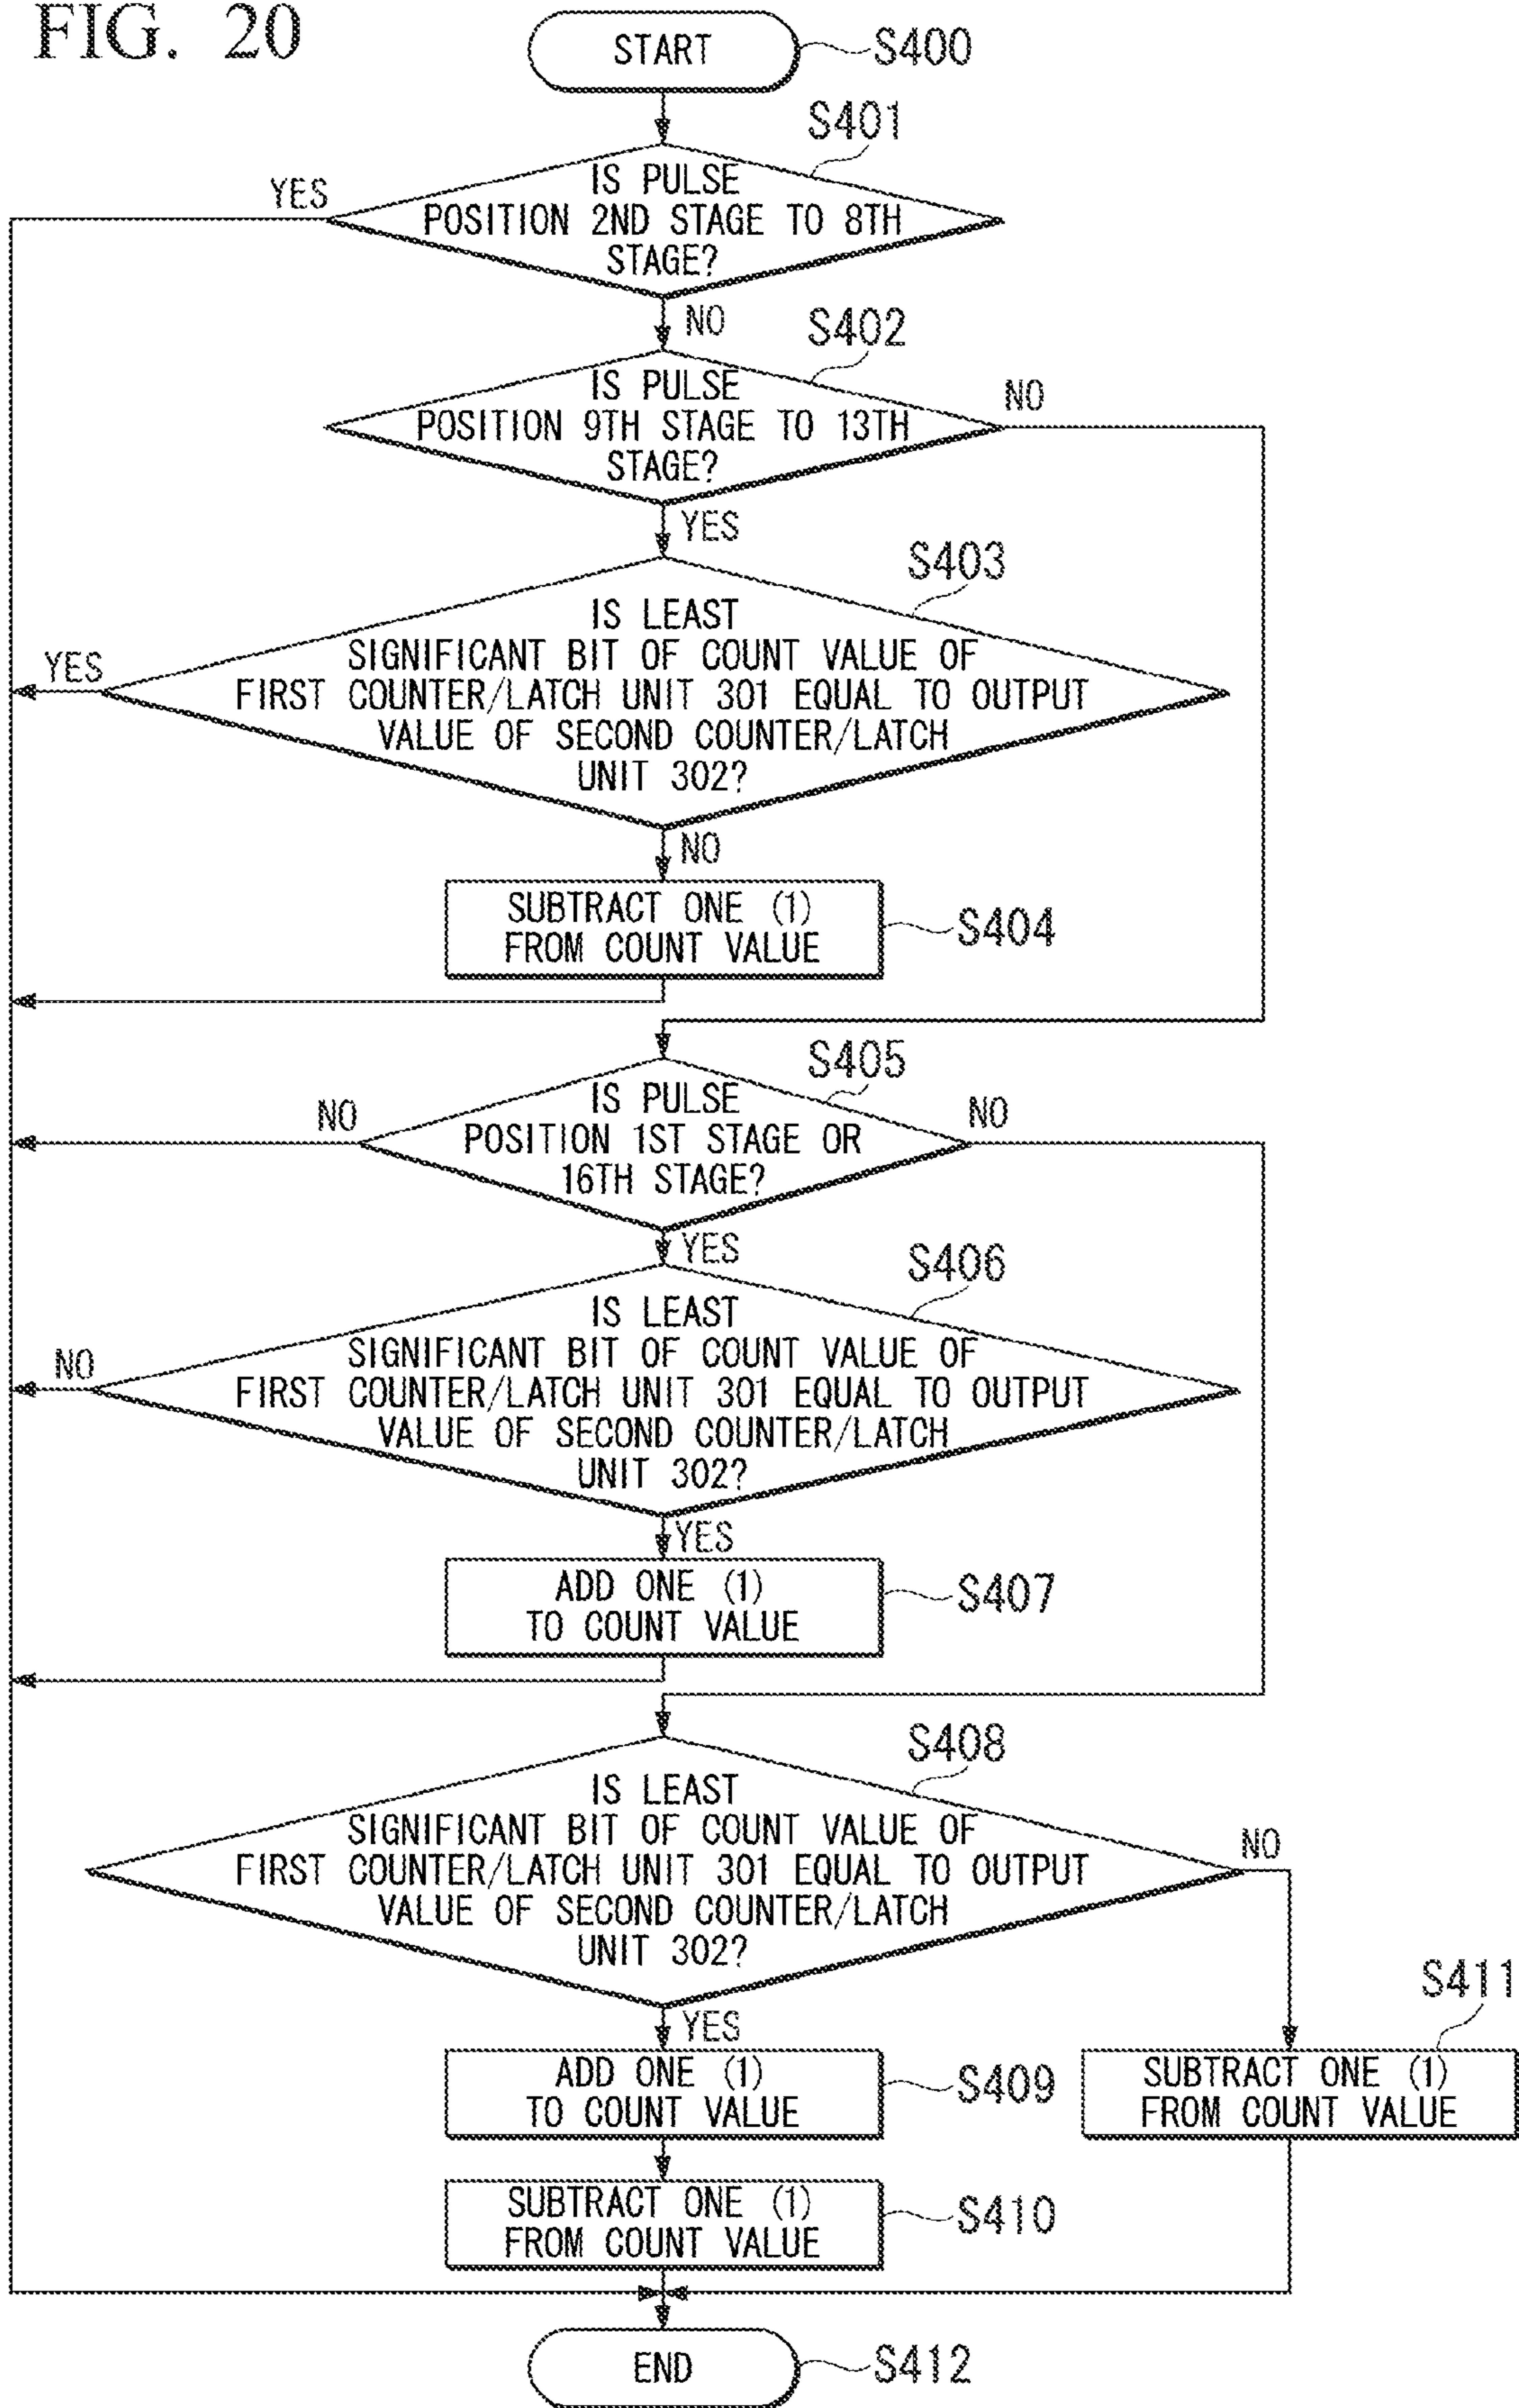 FIG. 20
START
S400
S401
YES
IS PULSE
POSITION 2ND STAGE TO 8TH
STAGE?
NO
S402
IS PULSE
POSITION 9TH STAGE TO 13TH
STAGE?
NO
YES
S403
IS LEAST
SIGNIFICANT BIT OF COUNT VALUE OF
FIRST COUNTER/LATCH UNIT 301 EQUAL TO OUTPUT
VALUE OF SECOND COUNTER/LATCH
UNIT 302?
YES
NO
SUBTRACT ONE (1)
FROM COUNT VALUE
S404
S405
IS PULSE
POSITION 1ST STAGE OR
16TH STAGE?
NO
NO
YES
S406
IS LEAST
SIGNIFICANT BIT OF COUNT VALUE OF
FIRST COUNTER/LATCH UNIT 301 EQUAL TO OUTPUT
VALUE OF SECOND COUNTER/LATCH
UNIT 302?
NO
YES
ADD ONE (1)
TO COUNT VALUE
S407
S408
IS LEAST
SIGNIFICANT BIT OF COUNT VALUE OF
FIRST COUNTER/LATCH UNIT 301 EQUAL TO OUTPUT
VALUE OF SECOND COUNTER/LATCH
UNIT 302?
NO
YES
S411
ADD ONE (1)
TO COUNT VALUE
S409
SUBTRACT ONE (1)
FROM COUNT VALUE
SUBTRACT ONE (1)
FROM COUNT VALUE
S410
END
S412